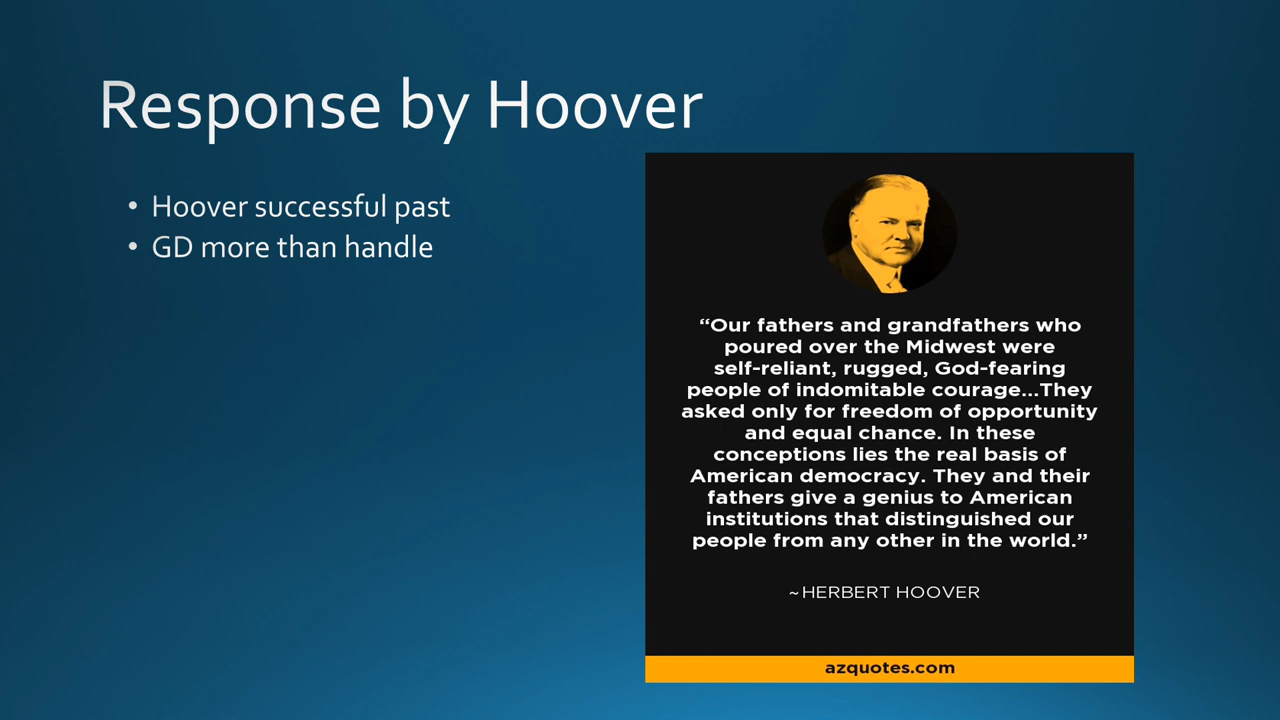 Response by Hoover
• Hoover successful past
• GD more than handle
“Our fathers and grandfathers who
poured over the Midwest were
self-reliant, rugged, God-fearing
people of indomitable courage...They
asked only for freedom of opportunity
and equal chance. In these
conceptions lies the real basis of
American democracy. They and their
fathers give a genius to American
institutions that distinguished our
people from any other in the world.”
~HERBERT HOOVER
azquotes.com